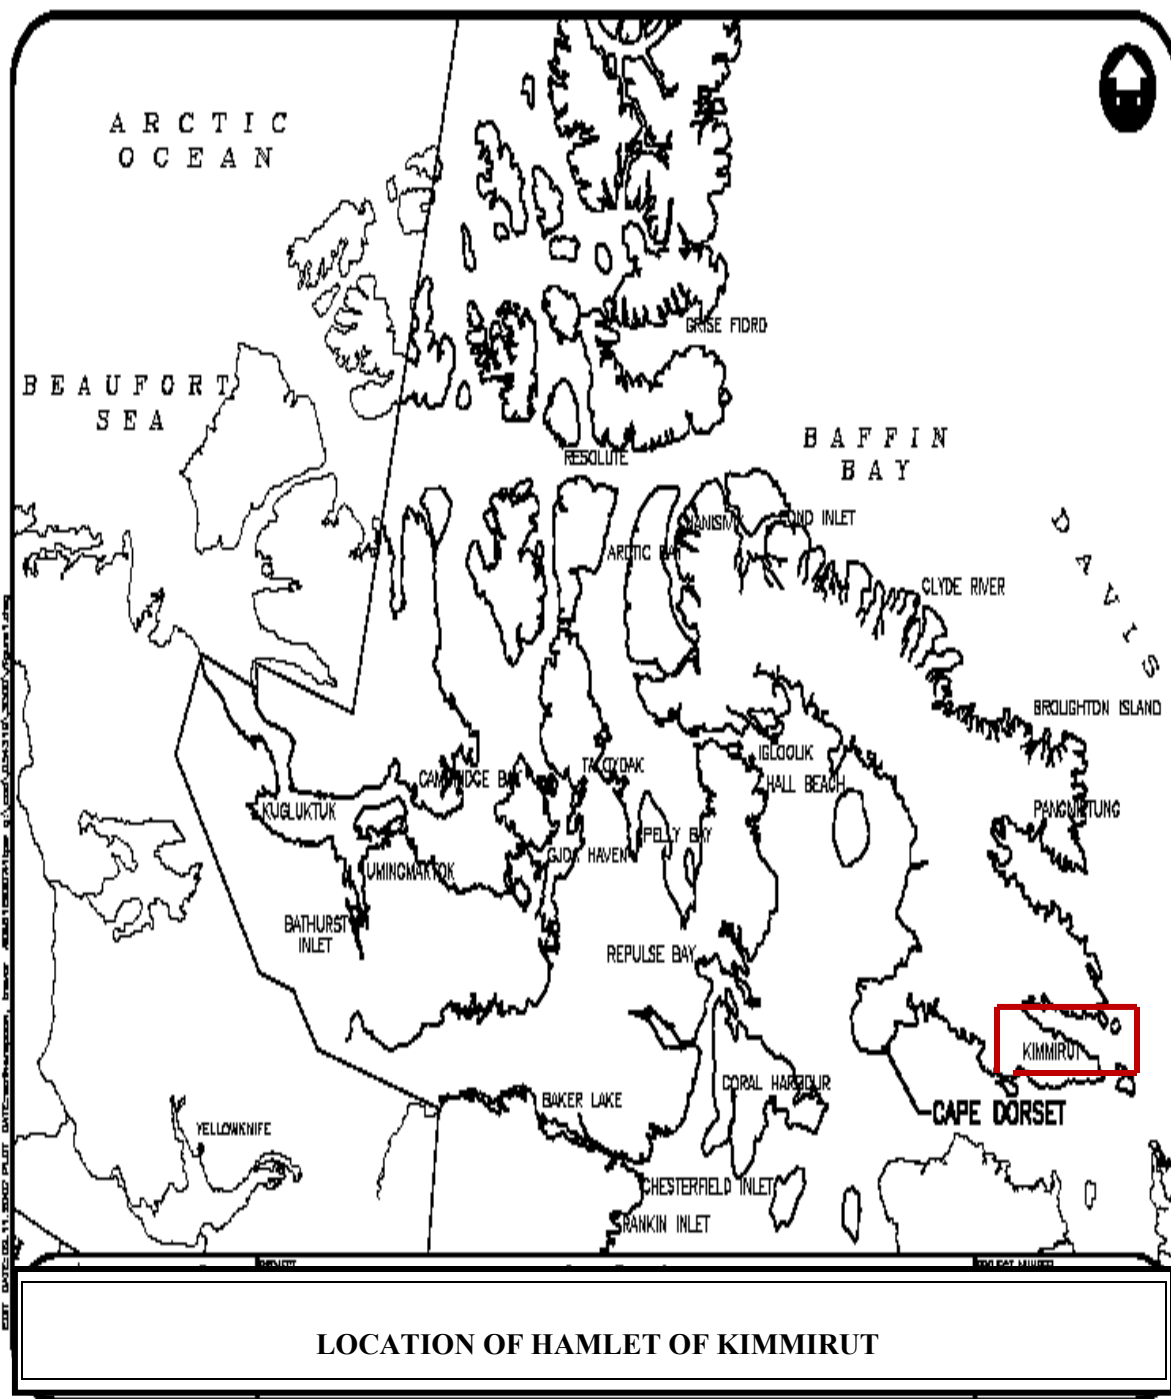 ARCTIC
OCEAN
BEAUFORT
SEA
GRISE FIORD
BAFFIN
BAY
RESOLUTE
DAVIS
POND INLET
ARCTIC BAY
CLYDE RIVER
BROUGHTON ISLAND
IGLOOLIK
HALL BEACH
CAMBRIDGE BAY
KUGLUKTUK
PANGNIRTUNG
PELLY BAY
GJOA HAVEN
UMINGMAKTOK
BATHURST
INLET
REPULSE BAY
KIMMIRUT
CORAL HARBOUR
BAKER LAKE
CAPE DORSET
YELLOWKNIFE
CHESTERFIELD INLET
RANKIN INLET
LOCATION OF HAMLET OF KIMMIRUT